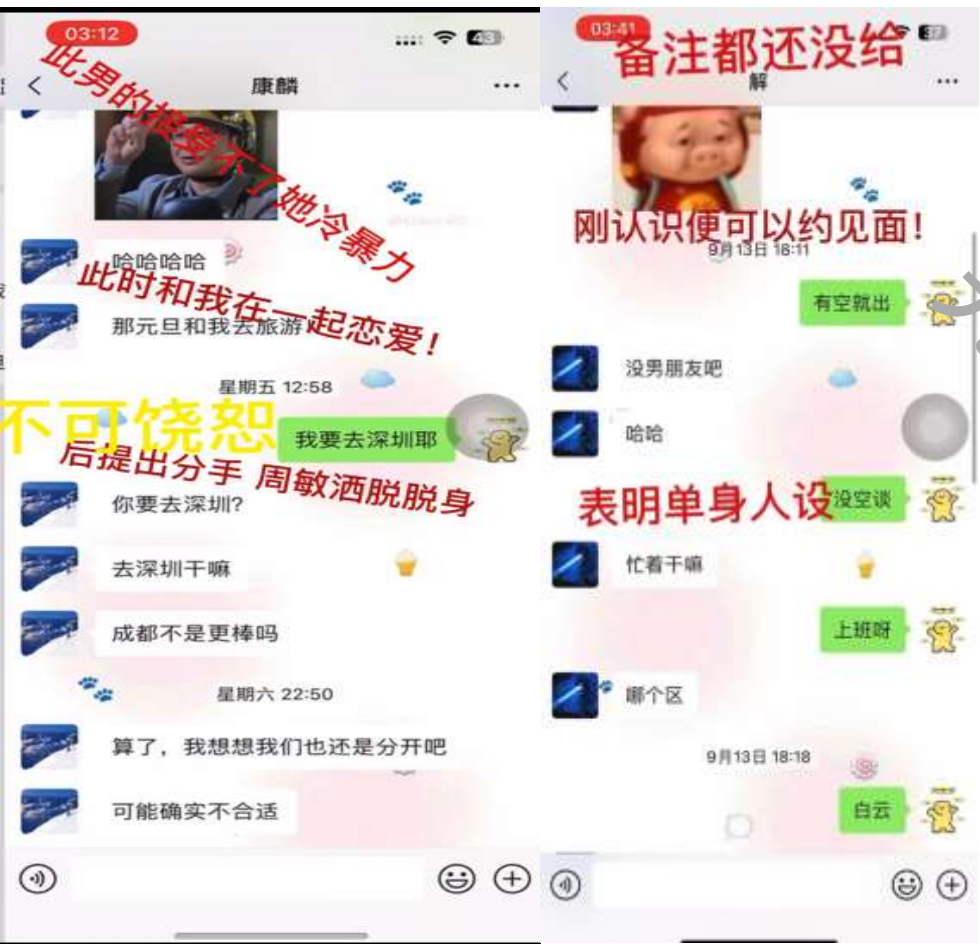 03:12
43
康麟
此男的接受不了她冷暴力
哈哈哈哈
此时和我在一起恋爱！
那元旦和我去旅游
星期五 12:58
不可饶恕
我要去深圳耶
后提出分手 周敏洒脱脱身
你要去深圳?
去深圳干嘛
成都不是更棒吗
星期六 22:50
算了，我想想我们也还是分开吧
可能确实不合适
03:41
37
备注都还没给
解
刚认识便可以约见面！
9月13日 18:11
有空就出
没男朋友吧
哈哈
表明单身人设
没空谈
忙着干嘛
上班呀
哪个区
9月13日 18:18
白云